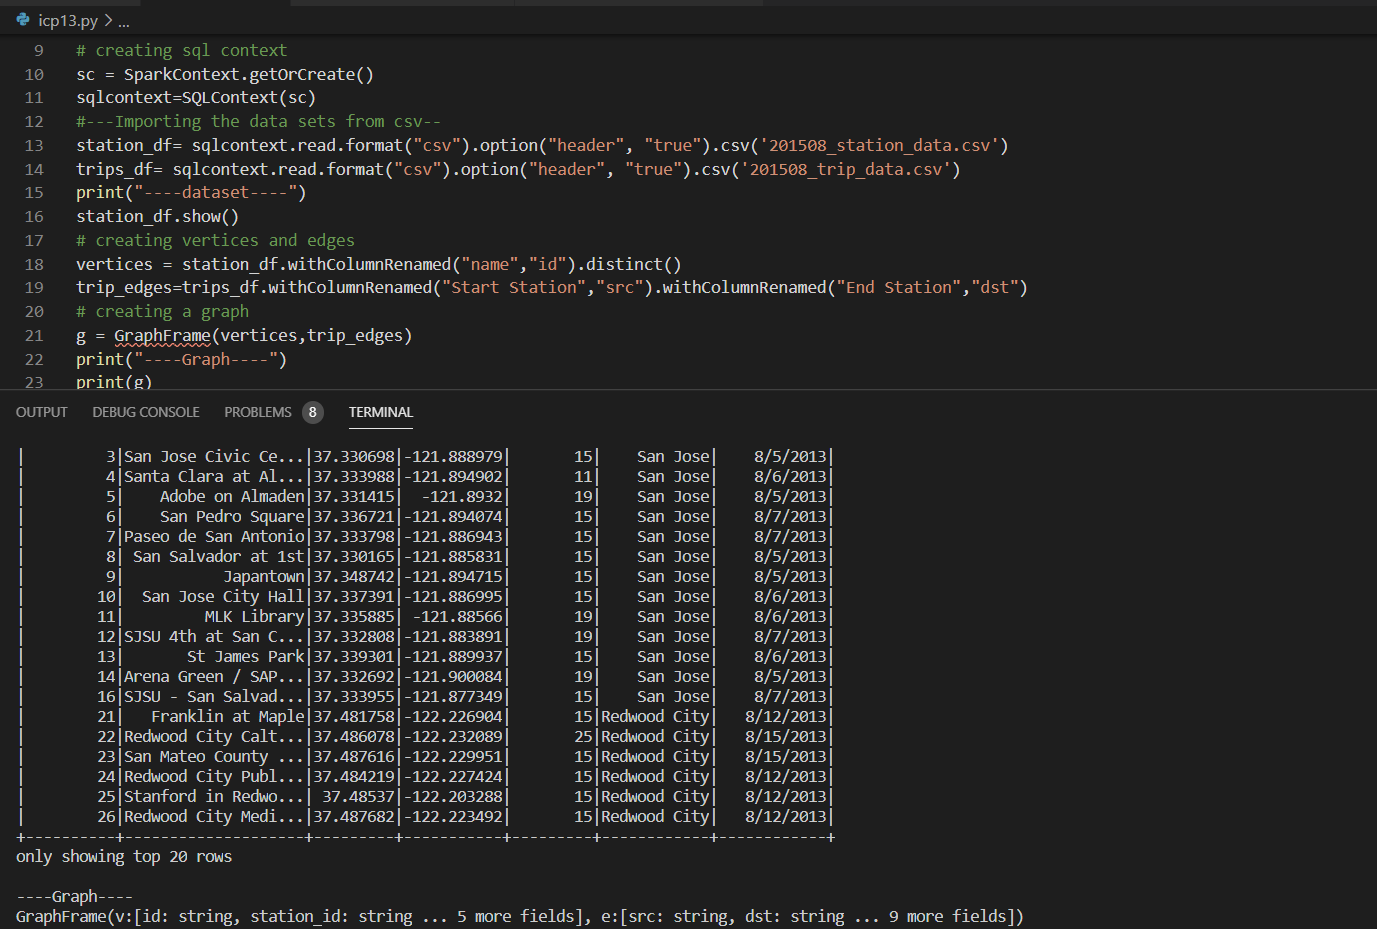 icp13.py > ...
9 # creating sql context
10 sc = SparkContext.getOrCreate()
11 sqlcontext=SQLContext(sc)
12 #---Importing the data sets from csv--
13 station_df= sqlcontext.read.format("csv").option("header", "true").csv('201508_station_data.csv')
14 trips_df= sqlcontext.read.format("csv").option("header", "true").csv('201508_trip_data.csv')
15 print("----dataset----")
16 station_df.show()
17 # creating vertices and edges
18 vertices = station_df.withColumnRenamed("name","id").distinct()
19 trip_edges=trips_df.withColumnRenamed("Start Station","src").withColumnRenamed("End Station","dst")
20 # creating a graph
21 g = GraphFrame(vertices,trip_edges)
22 print("----Graph----")
23 print(g)
OUTPUT DEBUG CONSOLE PROBLEMS 8 TERMINAL
|         3|San Jose Civic Ce...|37.330698|-121.888979|       15|    San Jose|    8/5/2013|
|         4|Santa Clara at Al...|37.333988|-121.894902|       11|    San Jose|    8/6/2013|
|         5|    Adobe on Almaden|37.331415|  -121.8932|       19|    San Jose|    8/5/2013|
|         6|    San Pedro Square|37.336721|-121.894074|       15|    San Jose|    8/7/2013|
|         7|Paseo de San Antonio|37.333798|-121.886943|       15|    San Jose|    8/7/2013|
|         8| San Salvador at 1st|37.330165|-121.885831|       15|    San Jose|    8/5/2013|
|         9|           Japantown|37.348742|-121.894715|       15|    San Jose|    8/5/2013|
|        10|  San Jose City Hall|37.337391|-121.886995|       15|    San Jose|    8/6/2013|
|        11|         MLK Library|37.335885| -121.88566|       19|    San Jose|    8/6/2013|
|        12|SJSU 4th at San C...|37.332808|-121.883891|       19|    San Jose|    8/7/2013|
|        13|       St James Park|37.339301|-121.889937|       15|    San Jose|    8/6/2013|
|        14|Arena Green / SAP...|37.332692|-121.900084|       19|    San Jose|    8/5/2013|
|        16|SJSU - San Salvad...|37.333955|-121.877349|       15|    San Jose|    8/7/2013|
|        21|   Franklin at Maple|37.481758|-122.226904|       15|Redwood City|   8/12/2013|
|        22|Redwood City Calt...|37.486078|-122.232089|       25|Redwood City|   8/15/2013|
|        23|San Mateo County ...|37.487616|-122.229951|       15|Redwood City|   8/15/2013|
|        24|Redwood City Publ...|37.484219|-122.227424|       15|Redwood City|   8/12/2013|
|        25|Stanford in Redwo...| 37.48537|-122.203288|       15|Redwood City|   8/12/2013|
|        26|Redwood City Medi...|37.487682|-122.223492|       15|Redwood City|   8/12/2013|
+----------+--------------------+---------+-----------+---------+------------+------------+
only showing top 20 rows
----Graph----
GraphFrame(v:[id: string, station_id: string ... 5 more fields], e:[src: string, dst: string ... 9 more fields])